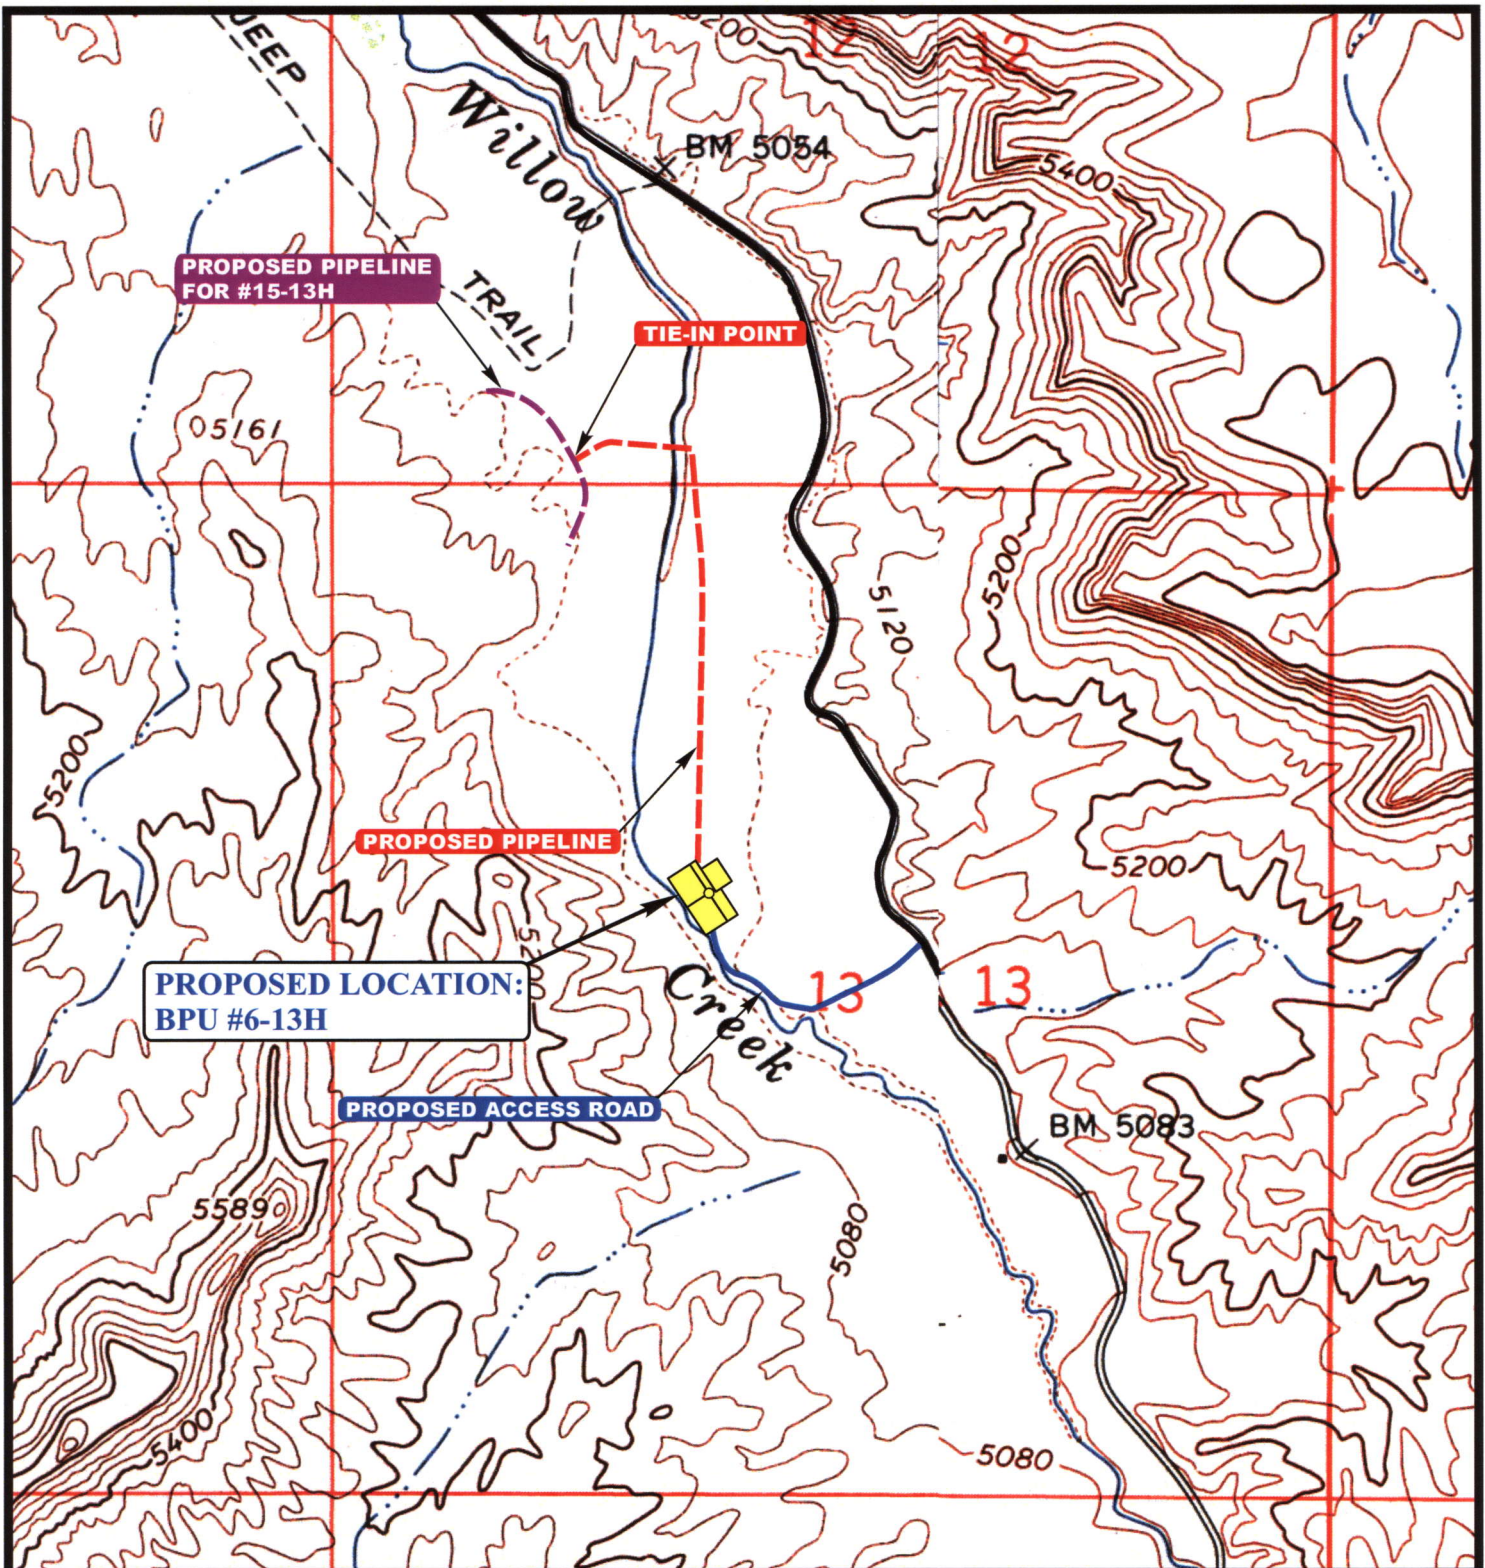 5200
12
12
JEEP
Willow
BM 5054
5400
PROPOSED PIPELINE
FOR #15-13H
TRAIL
TIE-IN POINT
5161
5200
5120
5200
PROPOSED PIPELINE
5200
5200
PROPOSED LOCATION:
BPU #6-13H
Creek
13
13
PROPOSED ACCESS ROAD
BM 5083
5589
5080
5400
5080